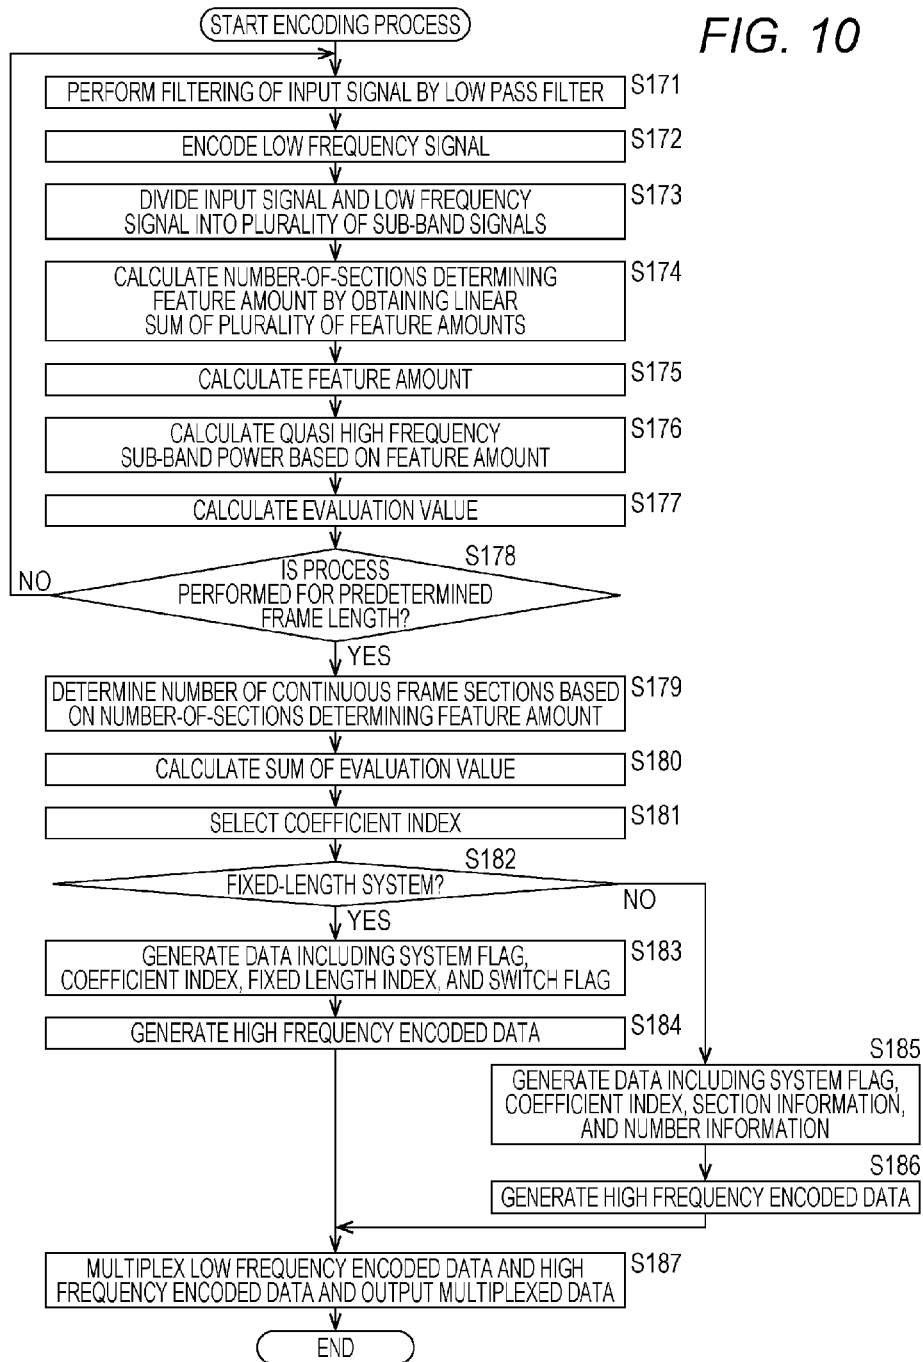 START ENCODING PROCESS
FIG. 10
PERFORM FILTERING OF INPUT SIGNAL BY LOW PASS FILTER
S171
ENCODE LOW FREQUENCY SIGNAL
S172
DIVIDE INPUT SIGNAL AND LOW FREQUENCY
SIGNAL INTO PLURALITY OF SUB-BAND SIGNALS
S173
CALCULATE NUMBER-OF-SECTIONS DETERMINING
FEATURE AMOUNT BY OBTAINING LINEAR
SUM OF PLURALITY OF FEATURE AMOUNTS
S174
CALCULATE FEATURE AMOUNT
S175
CALCULATE QUASI HIGH FREQUENCY
SUB-BAND POWER BASED ON FEATURE AMOUNT
S176
CALCULATE EVALUATION VALUE
S177
S178
IS PROCESS
PERFORMED FOR PREDETERMINED
FRAME LENGTH?
NO
YES
DETERMINE NUMBER OF CONTINUOUS FRAME SECTIONS BASED
ON NUMBER-OF-SECTIONS DETERMINING FEATURE AMOUNT
S179
CALCULATE SUM OF EVALUATION VALUE
S180
SELECT COEFFICIENT INDEX
S181
S182
FIXED-LENGTH SYSTEM?
NO
YES
GENERATE DATA INCLUDING SYSTEM FLAG,
COEFFICIENT INDEX, FIXED LENGTH INDEX, AND SWITCH FLAG
S183
GENERATE HIGH FREQUENCY ENCODED DATA
S184
S185
GENERATE DATA INCLUDING SYSTEM FLAG,
COEFFICIENT INDEX, SECTION INFORMATION,
AND NUMBER INFORMATION
S186
GENERATE HIGH FREQUENCY ENCODED DATA
MULTIPLEX LOW FREQUENCY ENCODED DATA AND HIGH
FREQUENCY ENCODED DATA AND OUTPUT MULTIPLEXED DATA
S187
END